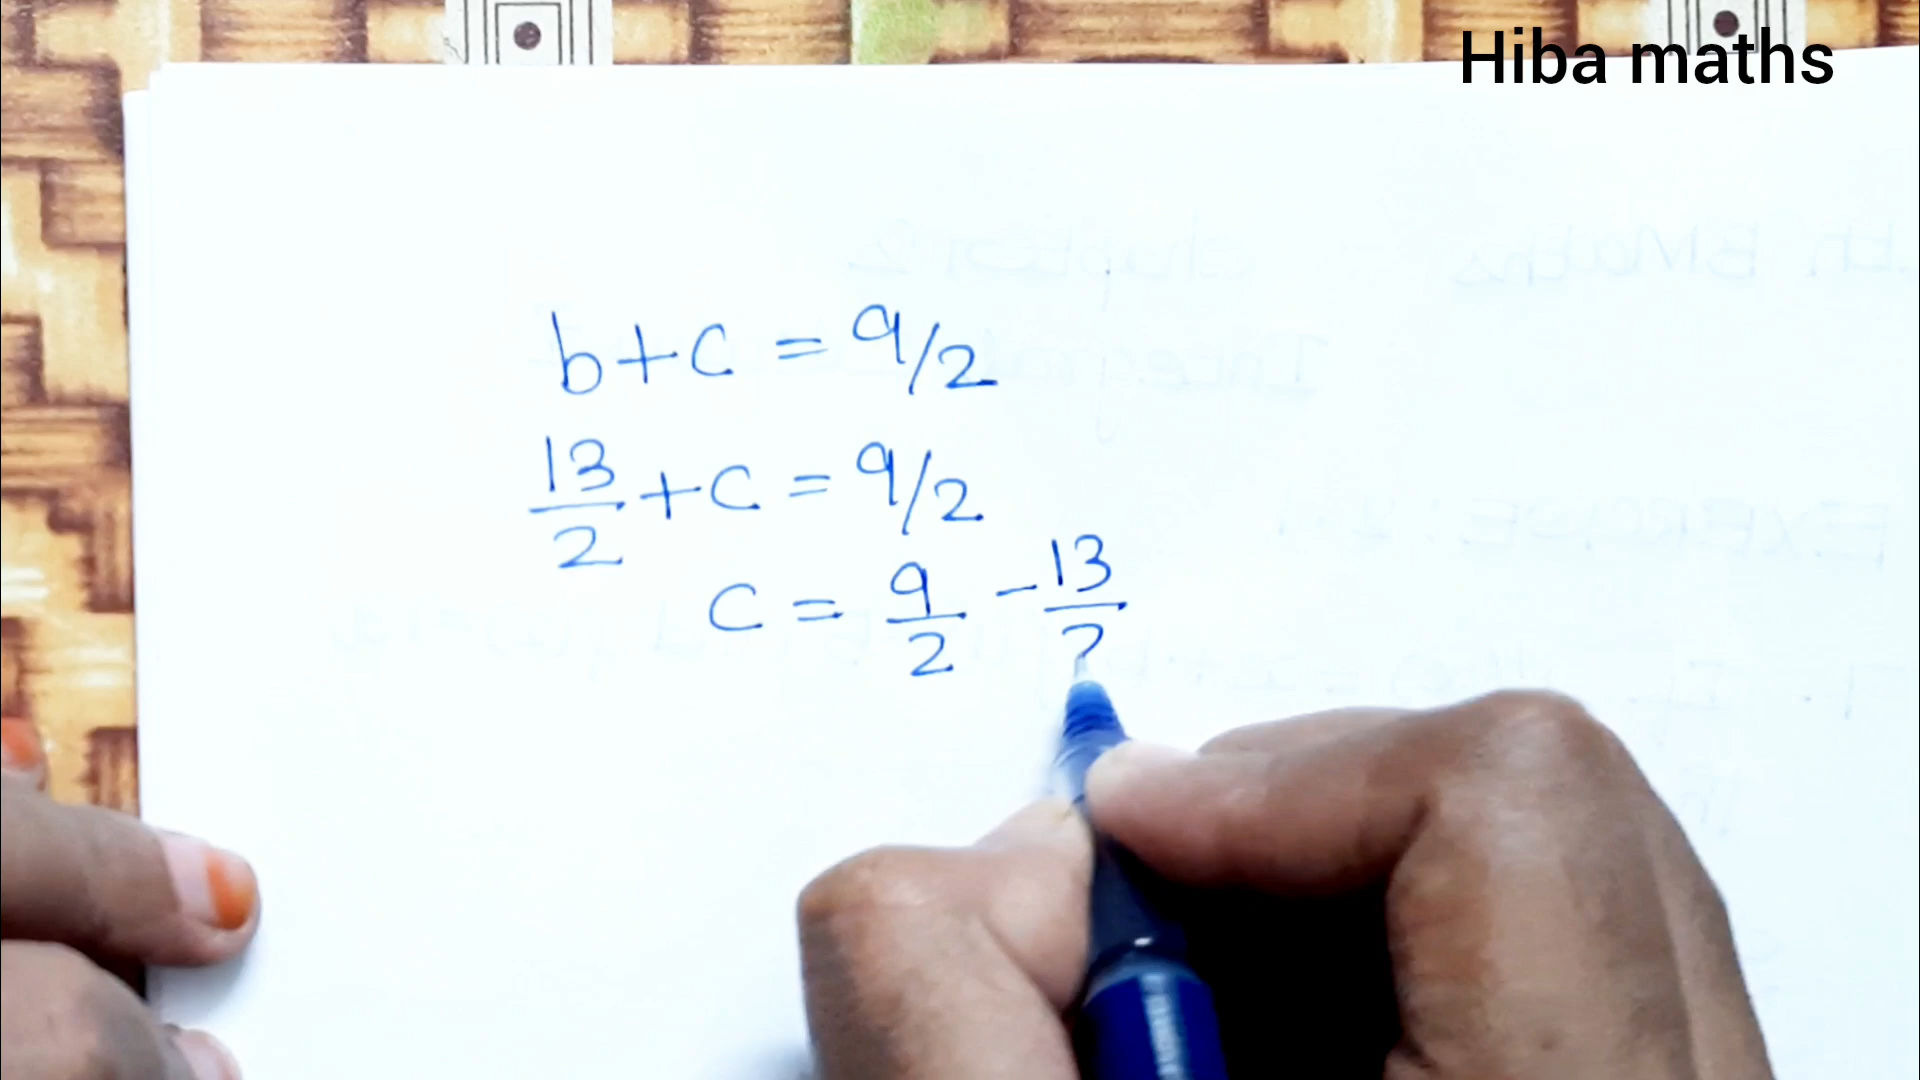 Hiba maths
b+c = 9/2
13/2 + c = 9/2
c = 9/2 - 13/2